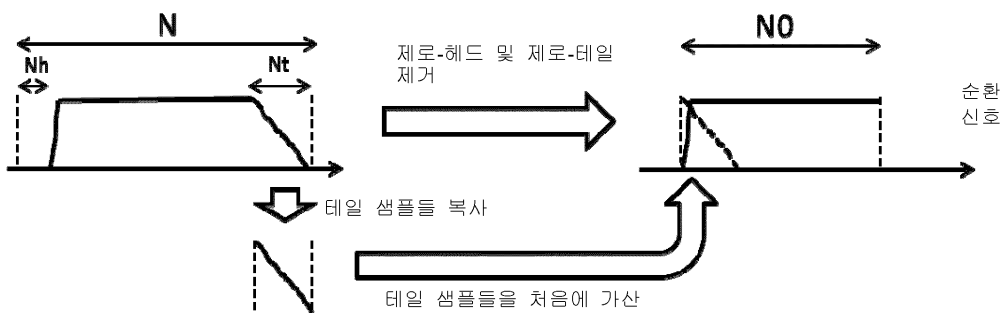 N
Nh
Nt
제로-헤드 및 제로-테일
제거
N0
순환
신호
테일 샘플들 복사
테일 샘플들을 처음에 가산